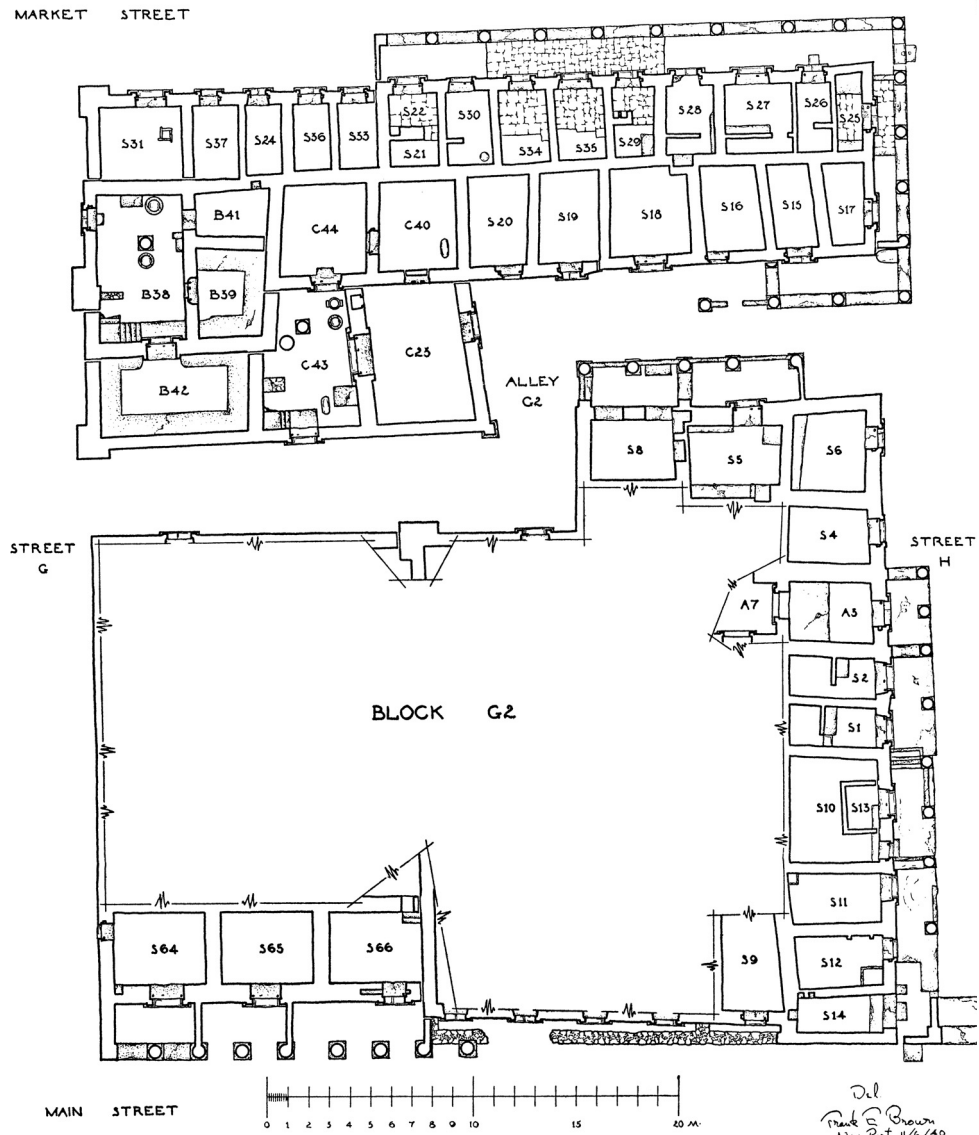 MARKET STREET
S31 S37 S24 S36 S33 S22 S21 S30 S34 S35 S29 S28 S27 S26 S25
B41 C44 C40 S20 S19 S18 S16 S15 S17
B38 B39
C43 C23
B42
ALLEY
G2
S8 S5 S6
STREET
G
S4
STREET
H
A7 A3
S2
S1
BLOCK G2
S10 S13
S11
S64 S65 S66 S9 S12
S14
MAIN STREET
0 1 2 3 4 5 6 7 8 9 10 15 20 M.
Del
Frank E Brown